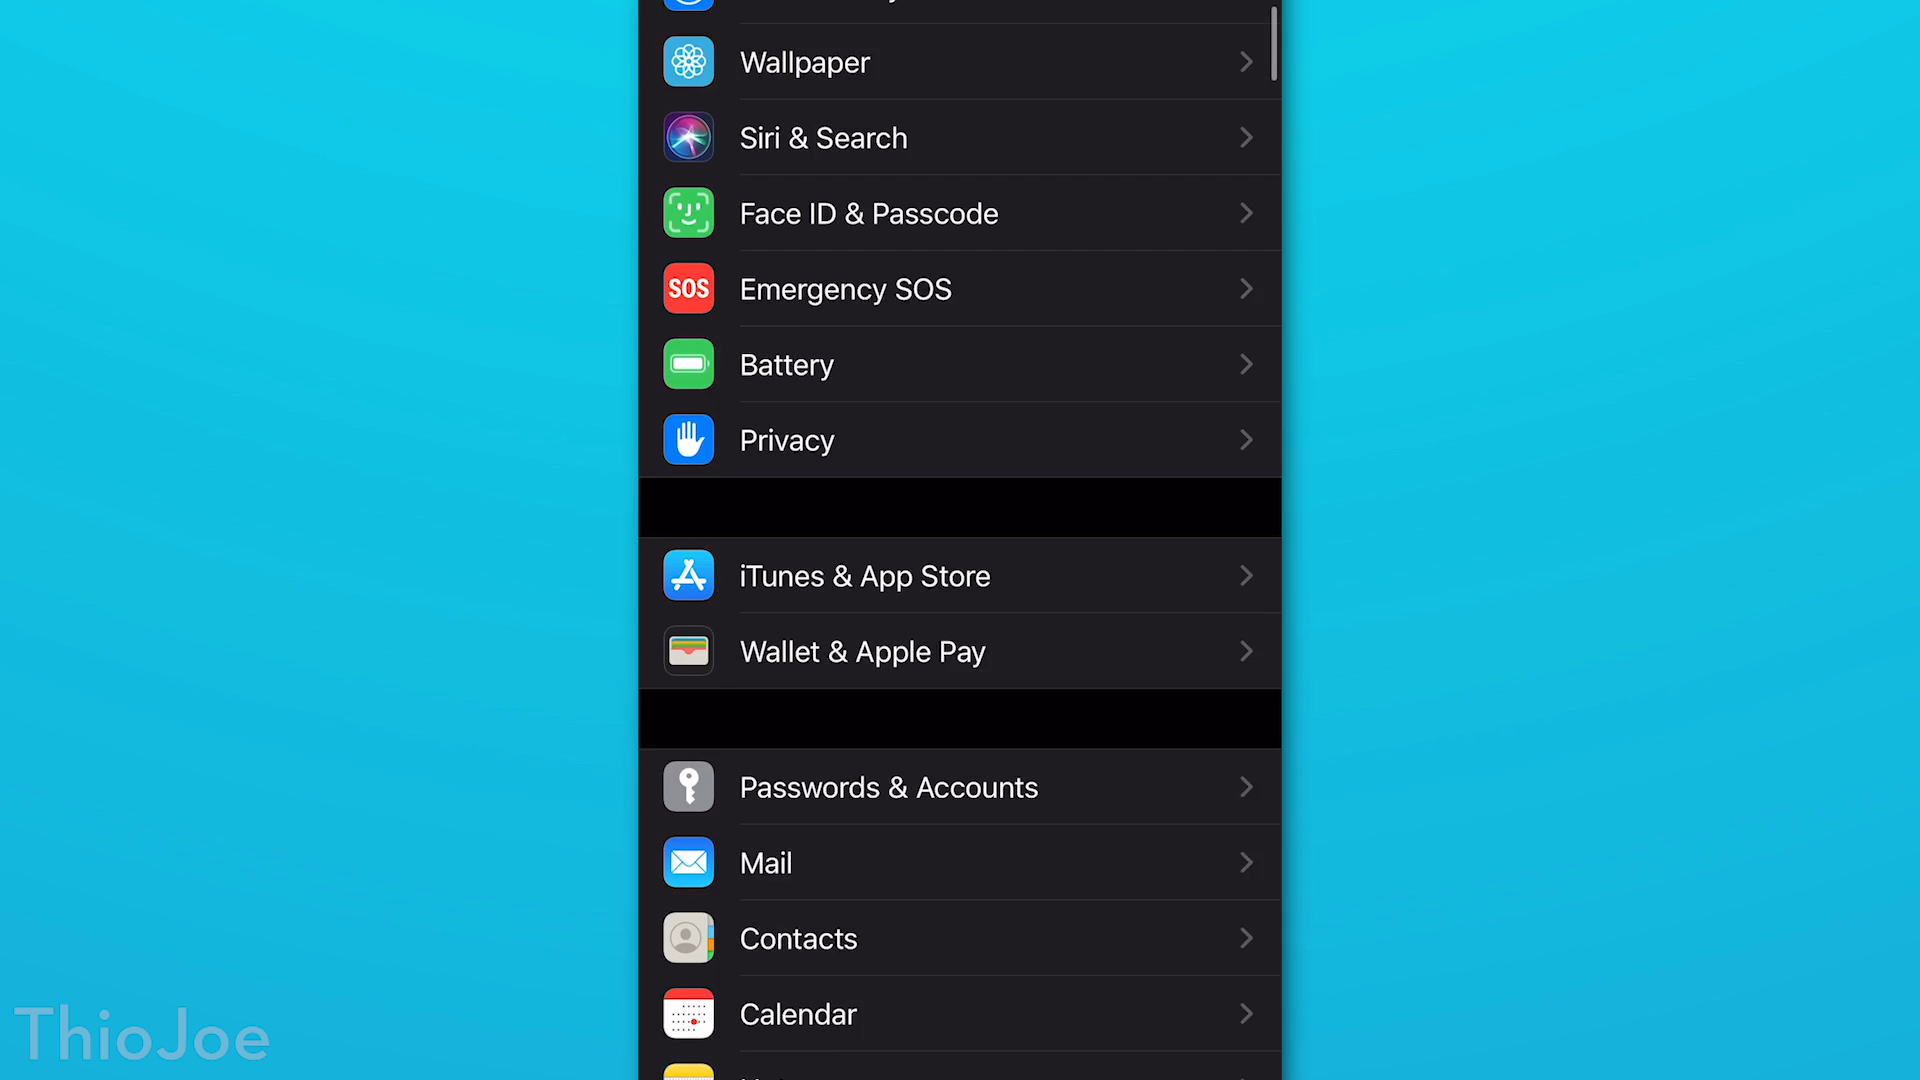 Wallpaper
Siri & Search
Face ID & Passcode
SOS
Emergency SOS
Battery
Privacy
iTunes & App Store
Wallet & Apple Pay
Passwords & Accounts
Mail
Contacts
Calendar
ThioJoe